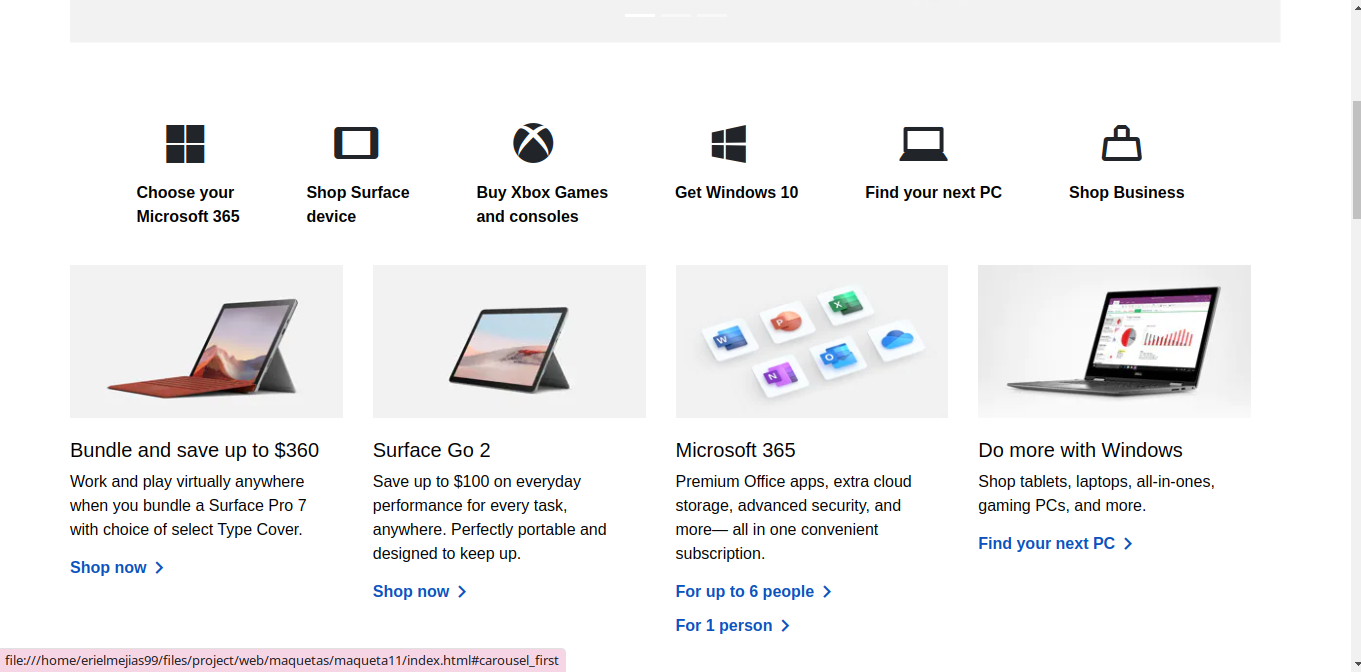 Choose your
Microsoft 365
Shop Surface
device
Buy Xbox Games
and consoles
Get Windows 10
Find your next PC
Shop Business
W
P
X
N
O
Bundle and save up to $360
Work and play virtually anywhere
when you bundle a Surface Pro 7
with choice of select Type Cover.
Shop now
Surface Go 2
Save up to $100 on everyday
performance for every task,
anywhere. Perfectly portable and
designed to keep up.
Shop now
Microsoft 365
Premium Office apps, extra cloud
storage, advanced security, and
more— all in one convenient
subscription.
For up to 6 people
For 1 person
Do more with Windows
Shop tablets, laptops, all-in-ones,
gaming PCs, and more.
Find your next PC
file:///home/erielmejias99/files/project/web/maquetas/maqueta11/index.html#carousel_first